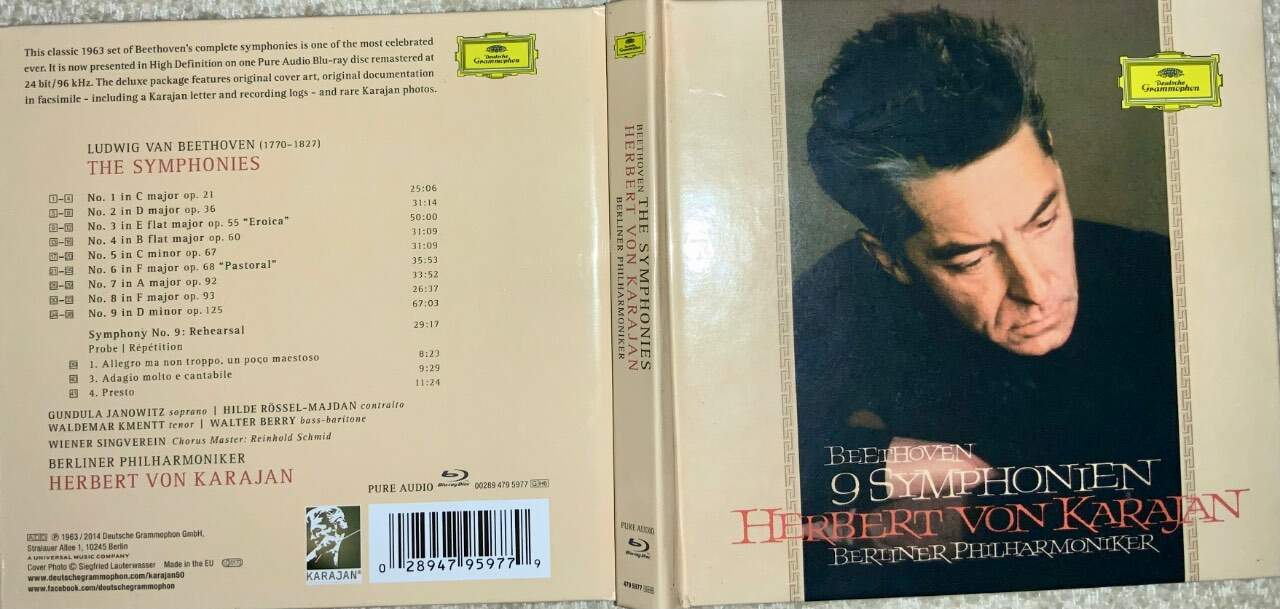 This classic 1963 set of Beethoven's complete symphonies is one of the most celebrated
ever. It is now presented in High Definition on one Pure Audio Blu-ray disc remastered at
24 bit/96 kHz. The deluxe package features original cover art, original documentation
in facsimile – including a Karajan letter and recording logs – and rare Karajan photos.
Deutsche
Grammophon
LUDWIG VAN BEETHOVEN (1770–1827)
THE SYMPHONIES
No. 1 in C major op. 21 25:06
No. 2 in D major op. 36 31:14
No. 3 in E flat major op. 55 "Eroica" 50:00
No. 4 in B flat major op. 60 31:09
No. 5 in C minor op. 67 31:09
No. 6 in F major op. 68 "Pastoral" 35:53
No. 7 in A major op. 92 33:52
No. 8 in F major op. 93 26:37
No. 9 in D minor op. 125 67:03
Symphony No. 9: Rehearsal 29:17
Probe | Répétition
1. Allegro ma non troppo, un poço maestoso 8:23
3. Adagio molto e cantabile 9:29
4. Presto 11:24
GUNDULA JANOWITZ soprano | HILDE RÖSSEL-MAJDAN contralto
WALDEMAR KMENTT tenor | WALTER BERRY bass-baritone
WIENER SINGVEREIN Chorus Master: Reinhold Schmid
BERLINER PHILHARMONIKER
HERBERT VON KARAJAN
PURE AUDIO Blu-ray Disc 00289 479 5977 GH8
ADD ℗ 1963/2014 Deutsche Grammophon GmbH,
Stralauer Allee 1, 10245 Berlin
A UNIVERSAL MUSIC COMPANY
Cover Photo © Siegfried Lauterwasser Made in the EU
www.deutschegrammophon.com/karajan50
www.facebook.com/deutschegrammophon
KARAJAN®
0 28947 95977 9
BEETHOVEN THE SYMPHONIES
HERBERT VON KARAJAN
BERLINER PHILHARMONIKER
PURE AUDIO
Blu-ray Disc
479 5977
Deutsche
Grammophon
BEETHOVEN
9 SYMPHONIEN
HERBERT VON KARAJAN
BERLINER PHILHARMONIKER